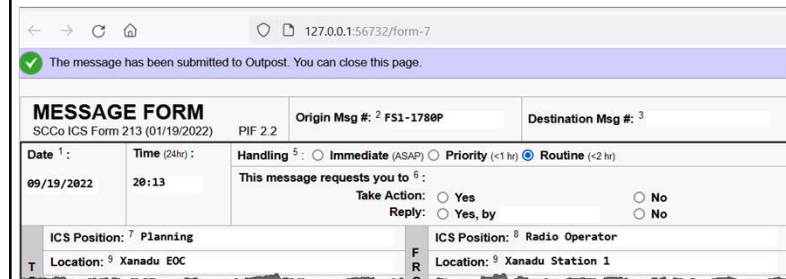 127.0.0.1:56732/form-7
The message has been submitted to Outpost. You can close this page.
MESSAGE FORM
SCCo ICS Form 213 (01/19/2022) PIF 2.2
Origin Msg #: 2 FS1-1780P
Destination Msg #: 3
Date 1 :
Time (24hr) :
Handling 5 : Immediate (ASAP) Priority (<1 hr) Routine (<2 hr)
09/19/2022
20:13
This message requests you to 6 :
Take Action: Yes No
Reply: Yes, by No
T
ICS Position: 7 Planning
Location: 9 Xanadu EOC
F
R
ICS Position: 8 Radio Operator
Location: 9 Xanadu Station 1